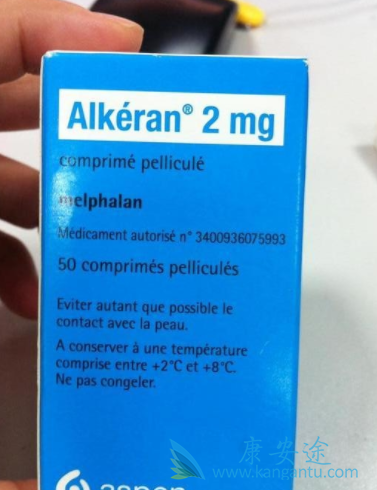 Alkéran® 2 mg
comprimé pelliculé
melphalan
Médicament autorisé n° 3400936075993
50 comprimés pelliculés
Eviter autant que possible le
contact avec la peau.
A conserver à une température
comprise entre +2°C et +8°C.
Ne pas congeler.
康安途
www.kangantu.com
aspen